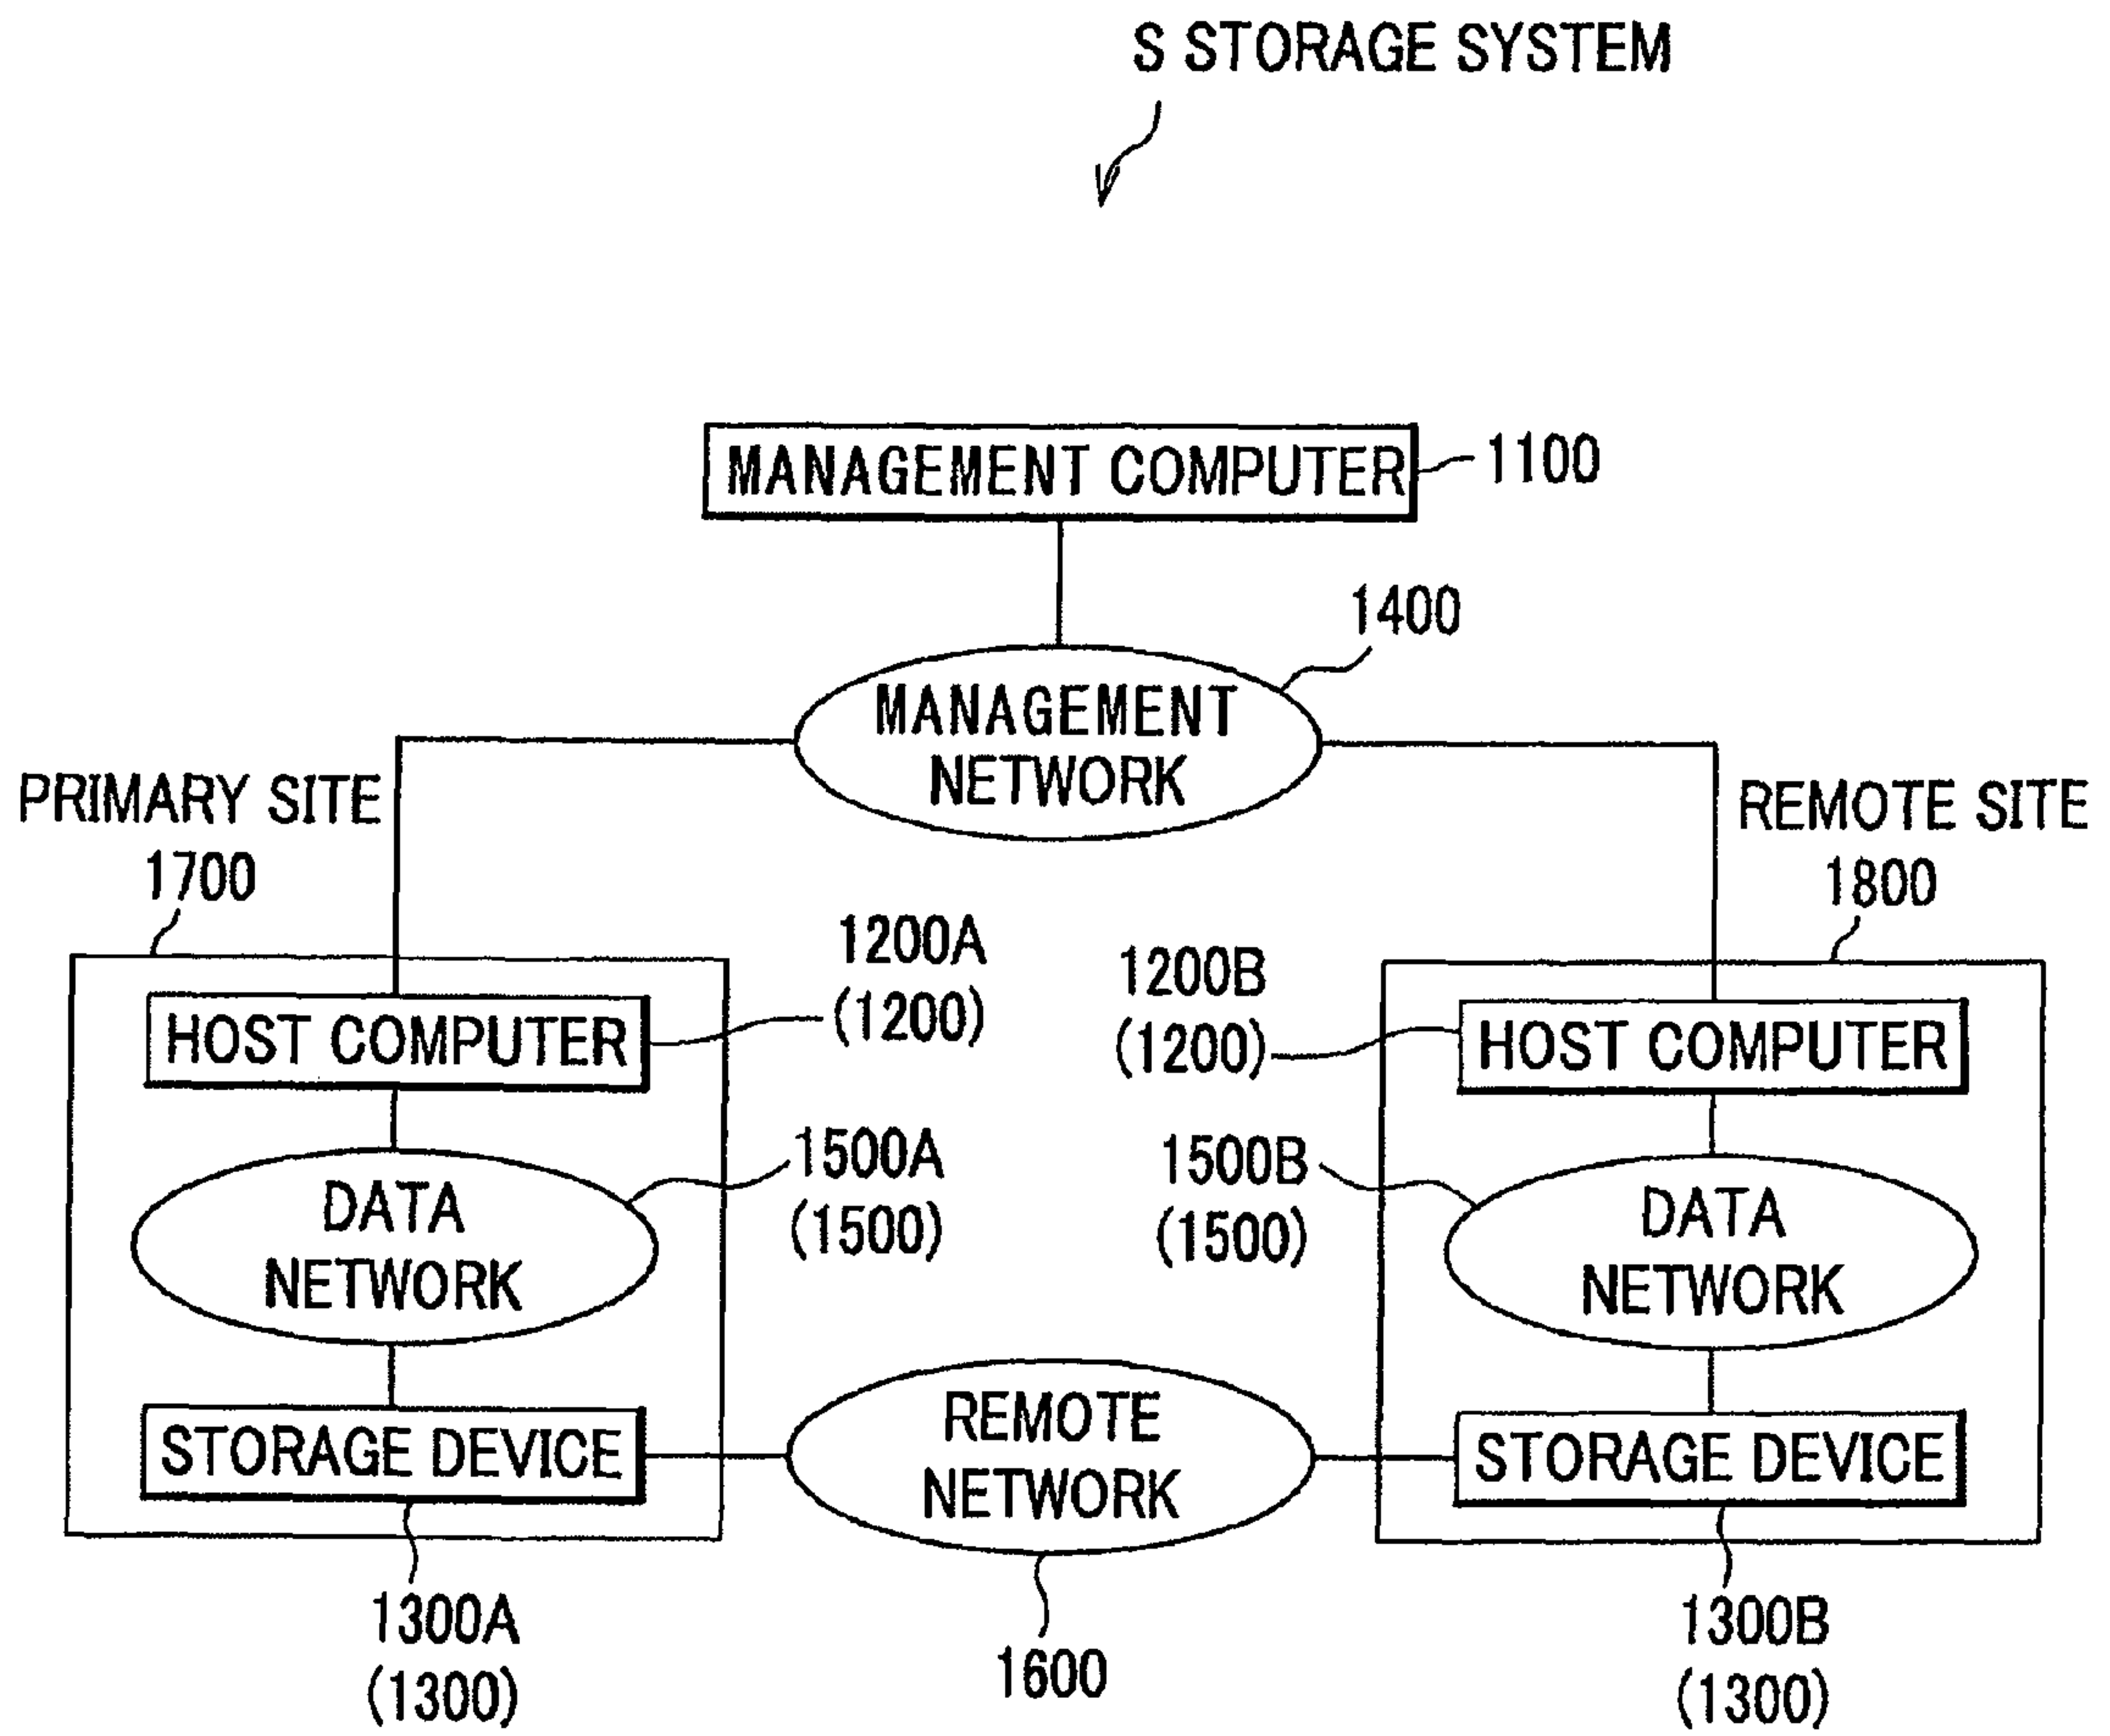 S STORAGE SYSTEM
MANAGEMENT COMPUTER
1100
1400
MANAGEMENT
NETWORK
PRIMARY SITE
1700
REMOTE SITE
1800
1200A
(1200)
HOST COMPUTER
1200B
(1200)
HOST COMPUTER
1500A
(1500)
DATA
NETWORK
1500B
(1500)
DATA
NETWORK
STORAGE DEVICE
REMOTE
NETWORK
STORAGE DEVICE
1300A
(1300)
1600
1300B
(1300)